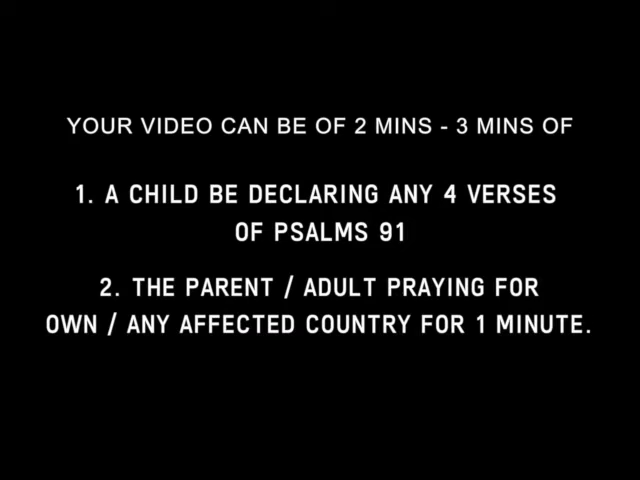 YOUR VIDEO CAN BE OF 2 MINS - 3 MINS OF
1. A CHILD BE DECLARING ANY 4 VERSES
OF PSALMS 91
2. THE PARENT / ADULT PRAYING FOR
OWN / ANY AFFECTED COUNTRY FOR 1 MINUTE.